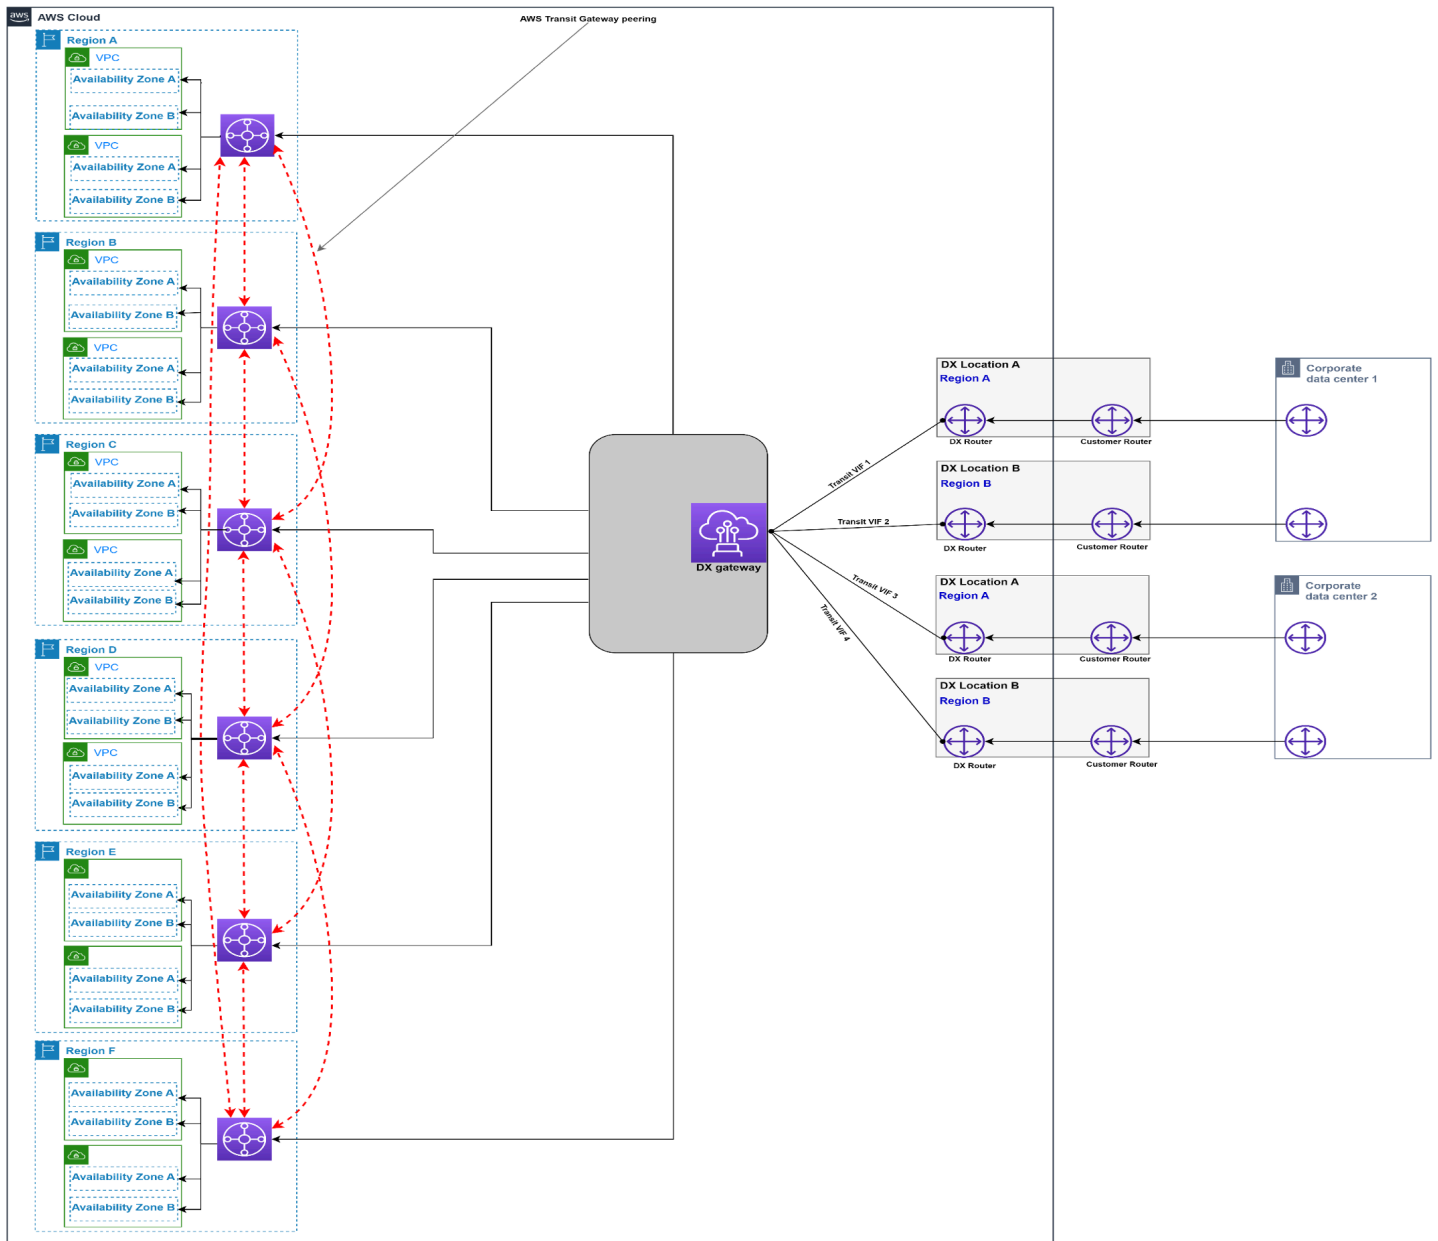 aws
AWS Cloud
AWS Transit Gateway peering
Region A
VPC
Availability Zone A
Availability Zone B
VPC
Availability Zone A
Availability Zone B
Region B
VPC
Availability Zone A
Availability Zone B
VPC
Availability Zone A
Availability Zone B
Region C
VPC
Availability Zone A
Availability Zone B
VPC
Availability Zone A
Availability Zone B
Region D
VPC
Availability Zone A
Availability Zone B
VPC
Availability Zone A
Availability Zone B
Region E
Availability Zone A
Availability Zone B
Availability Zone A
Availability Zone B
Region F
Availability Zone A
Availability Zone B
Availability Zone A
Availability Zone B
DX gateway
Transit VIF 1
Transit VIF 2
Transit VIF 3
Transit VIF 4
DX Location A
Region A
DX Router
Customer Router
DX Location B
Region B
DX Router
Customer Router
DX Location A
Region A
DX Router
Customer Router
DX Location B
Region B
DX Router
Customer Router
Corporate
data center 1
Corporate
data center 2